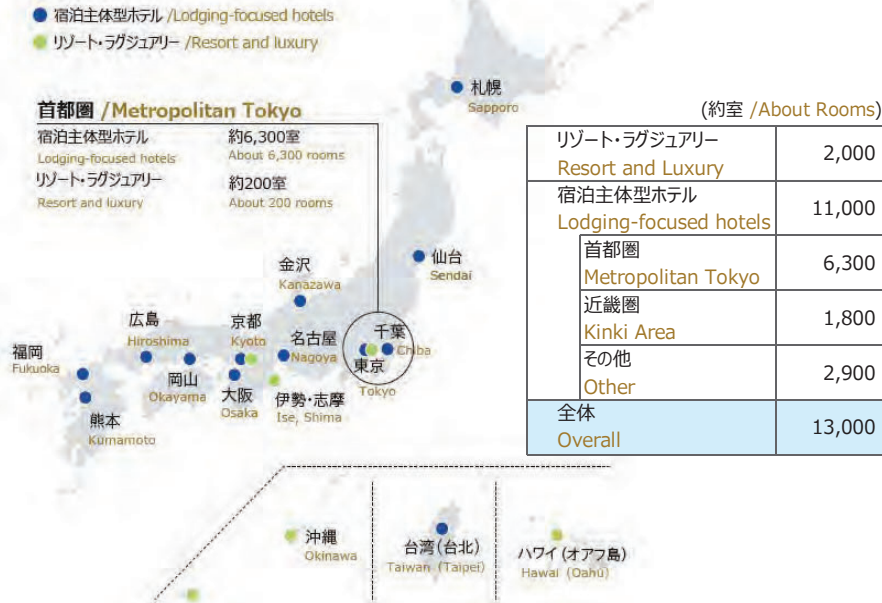 宿泊主体型ホテル /Lodging-focused hotels
リゾート・ラグジュアリー /Resort and luxury
首都圏 /Metropolitan Tokyo
宿泊主体型ホテル 約6,300室
Lodging-focused hotels About 6,300 rooms
リゾート・ラグジュアリー 約200室
Resort and luxury About 200 rooms
札幌
Sapporo
仙台
Sendai
金沢
Kanazawa
広島
Hiroshima
京都
Kyoto
名古屋
Nagoya
千葉
Chiba
東京
Tokyo
福岡
Fukuoka
岡山
Okayama
大阪
Osaka
伊勢・志摩
Ise, Shima
熊本
Kumamoto
沖縄
Okinawa
台湾(台北)
Taiwan (Taipei)
ハワイ(オアフ島)
Hawai (Oahu)
(約室 /About Rooms)
リゾート・ラグジュアリー
Resort and Luxury 2,000
宿泊主体型ホテル
Lodging-focused hotels 11,000
首都圏
Metropolitan Tokyo 6,300
近畿圏
Kinki Area 1,800
その他
Other 2,900
全体
Overall 13,000